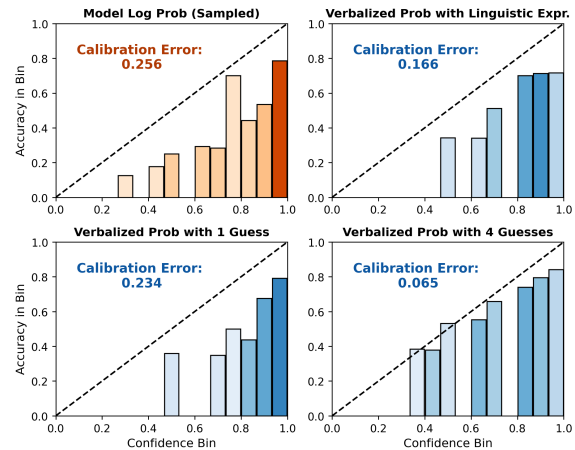 Model Log Prob (Sampled)
Verbalized Prob with Linguistic Expr.
Calibration Error:
0.256
Calibration Error:
0.166
Accuracy in Bin
1.0
0.8
0.6
0.4
0.2
0.0
0.0 0.2 0.4 0.6 0.8 1.0
1.0
0.8
0.6
0.4
0.2
0.0
0.0 0.2 0.4 0.6 0.8 1.0
Verbalized Prob with 1 Guess
Verbalized Prob with 4 Guesses
Calibration Error:
0.234
Calibration Error:
0.065
Accuracy in Bin
1.0
0.8
0.6
0.4
0.2
0.0
0.0 0.2 0.4 0.6 0.8 1.0
Confidence Bin
1.0
0.8
0.6
0.4
0.2
0.0
0.0 0.2 0.4 0.6 0.8 1.0
Confidence Bin